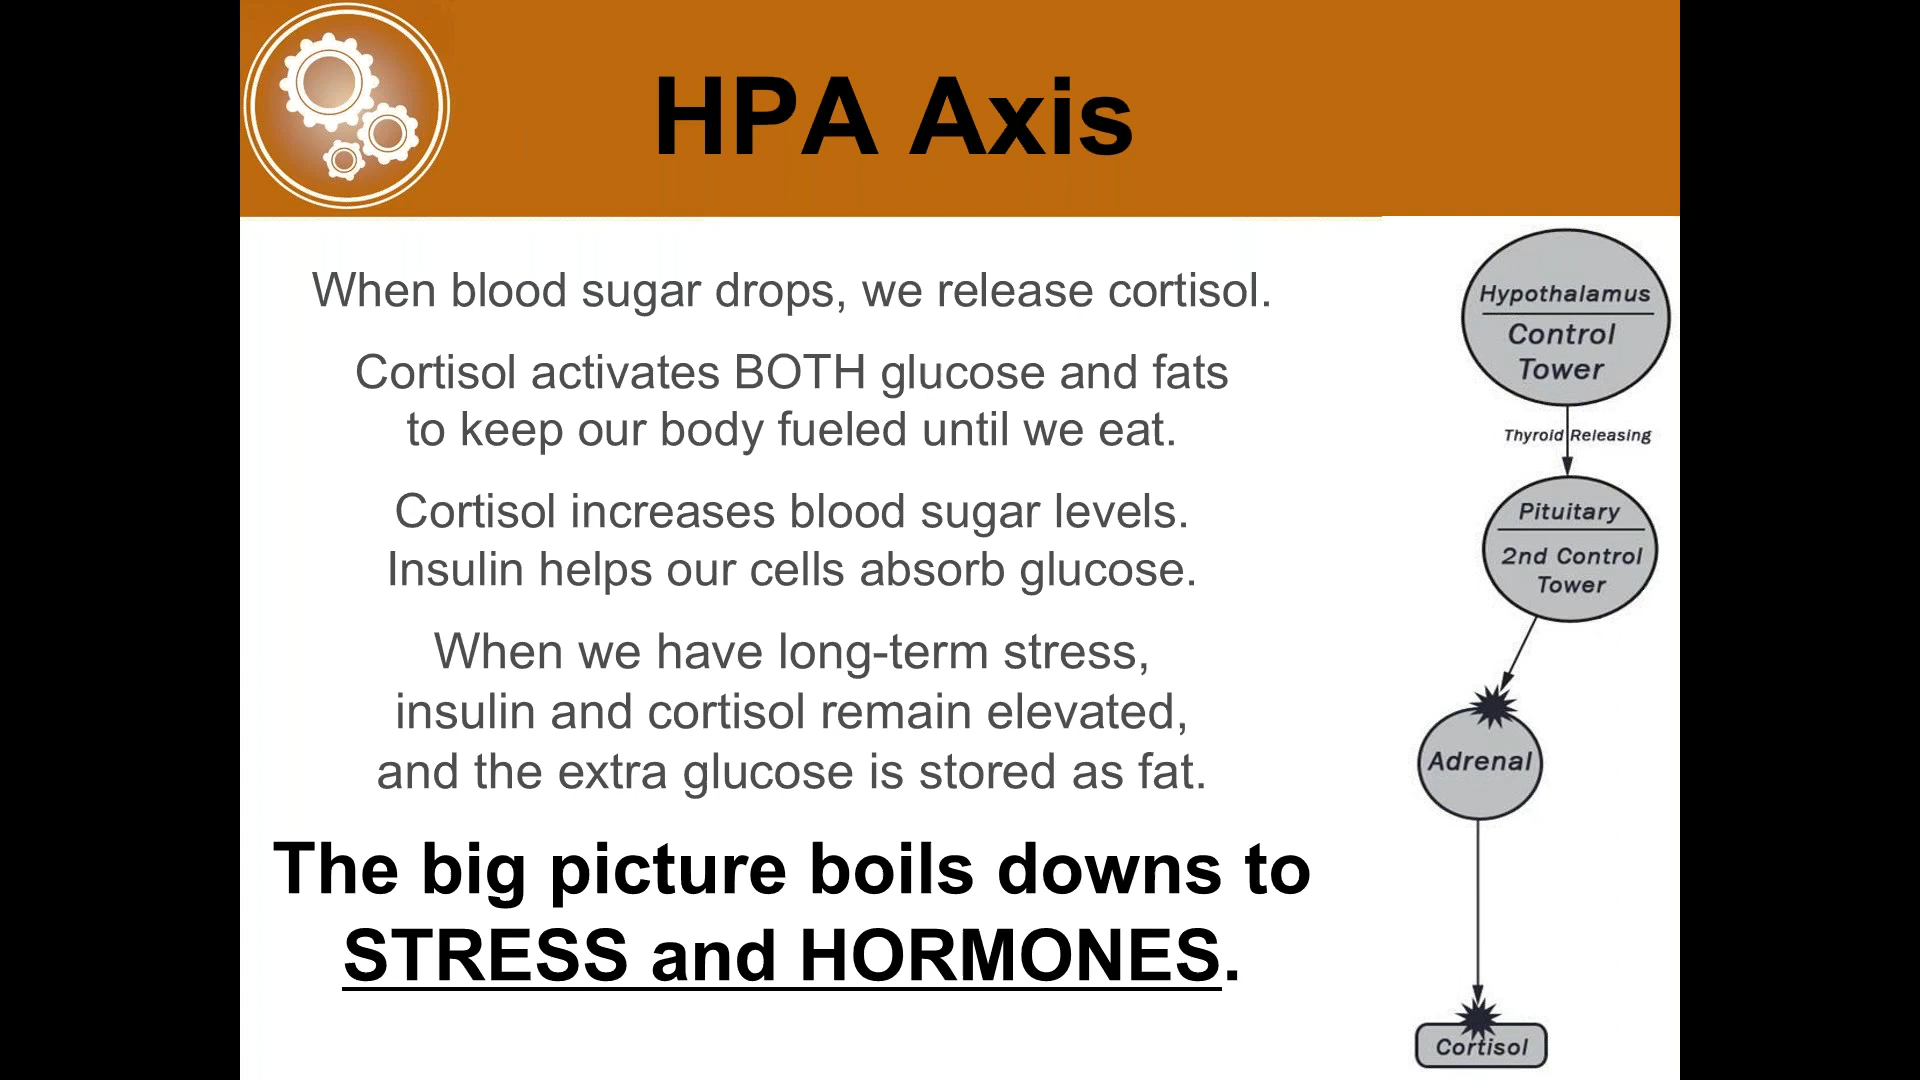 HPA Axis
When blood sugar drops, we release cortisol.
Cortisol activates BOTH glucose and fats
to keep our body fueled until we eat.
Cortisol increases blood sugar levels.
Insulin helps our cells absorb glucose.
When we have long-term stress,
insulin and cortisol remain elevated,
and the extra glucose is stored as fat.
The big picture boils downs to
STRESS and HORMONES.
Hypothalamus
Control
Tower
Thyroid Releasing
Pituitary
2nd Control
Tower
Adrenal
Cortisol